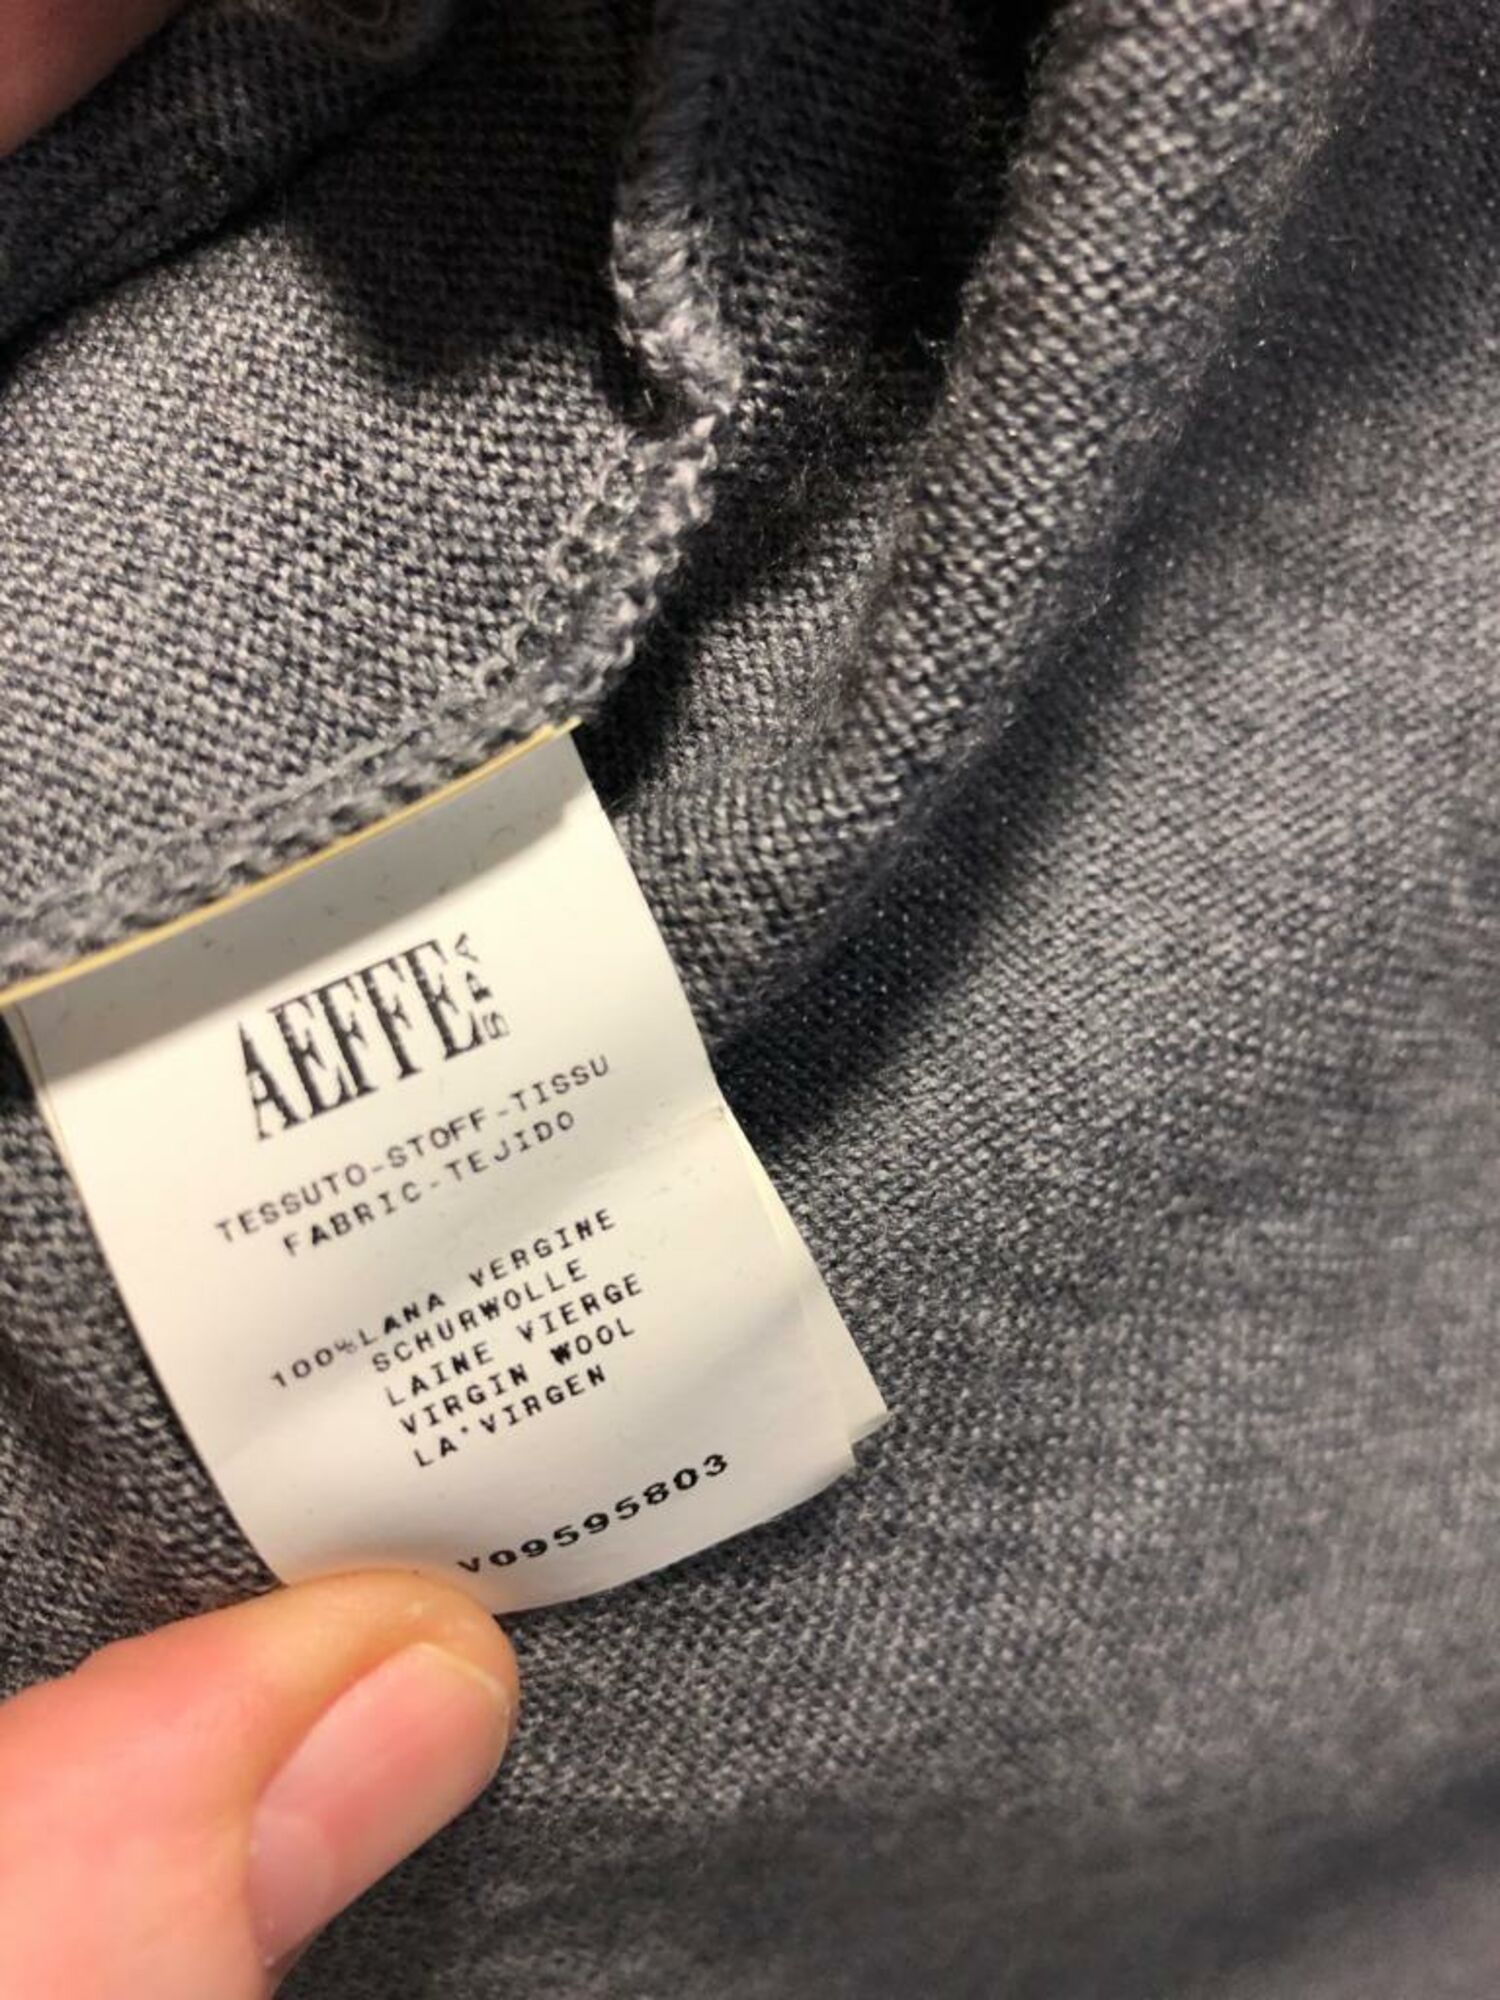 AEFFE SPA
TESSUTO-STOFF-TISSU
FABRIC-TEJIDO
100%LANA VERGINE
SCHURWOLLE
LAINE VIERGE
VIRGIN WOOL
LA'VIRGEN
V09595803